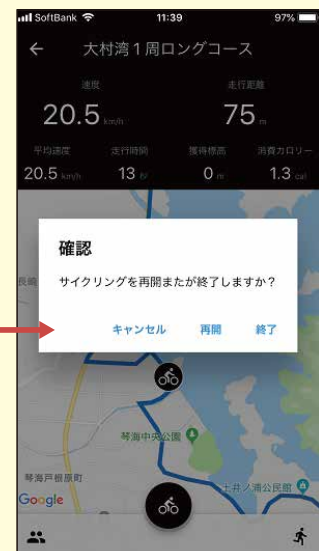 SoftBank 11:39 97%
大村湾1周ロングコース
速度 走行距離
20.5 km/h 75 m
平均速度 走行時間 獲得標高 消費カロリー
20.5 km/h 13 秒 0 m 1.3 cal
確認
サイクリングを再開または終了しますか？
キャンセル 再開 終了
琴海中央公園
琴海戸根原町
土井ノ浦公民館
Google